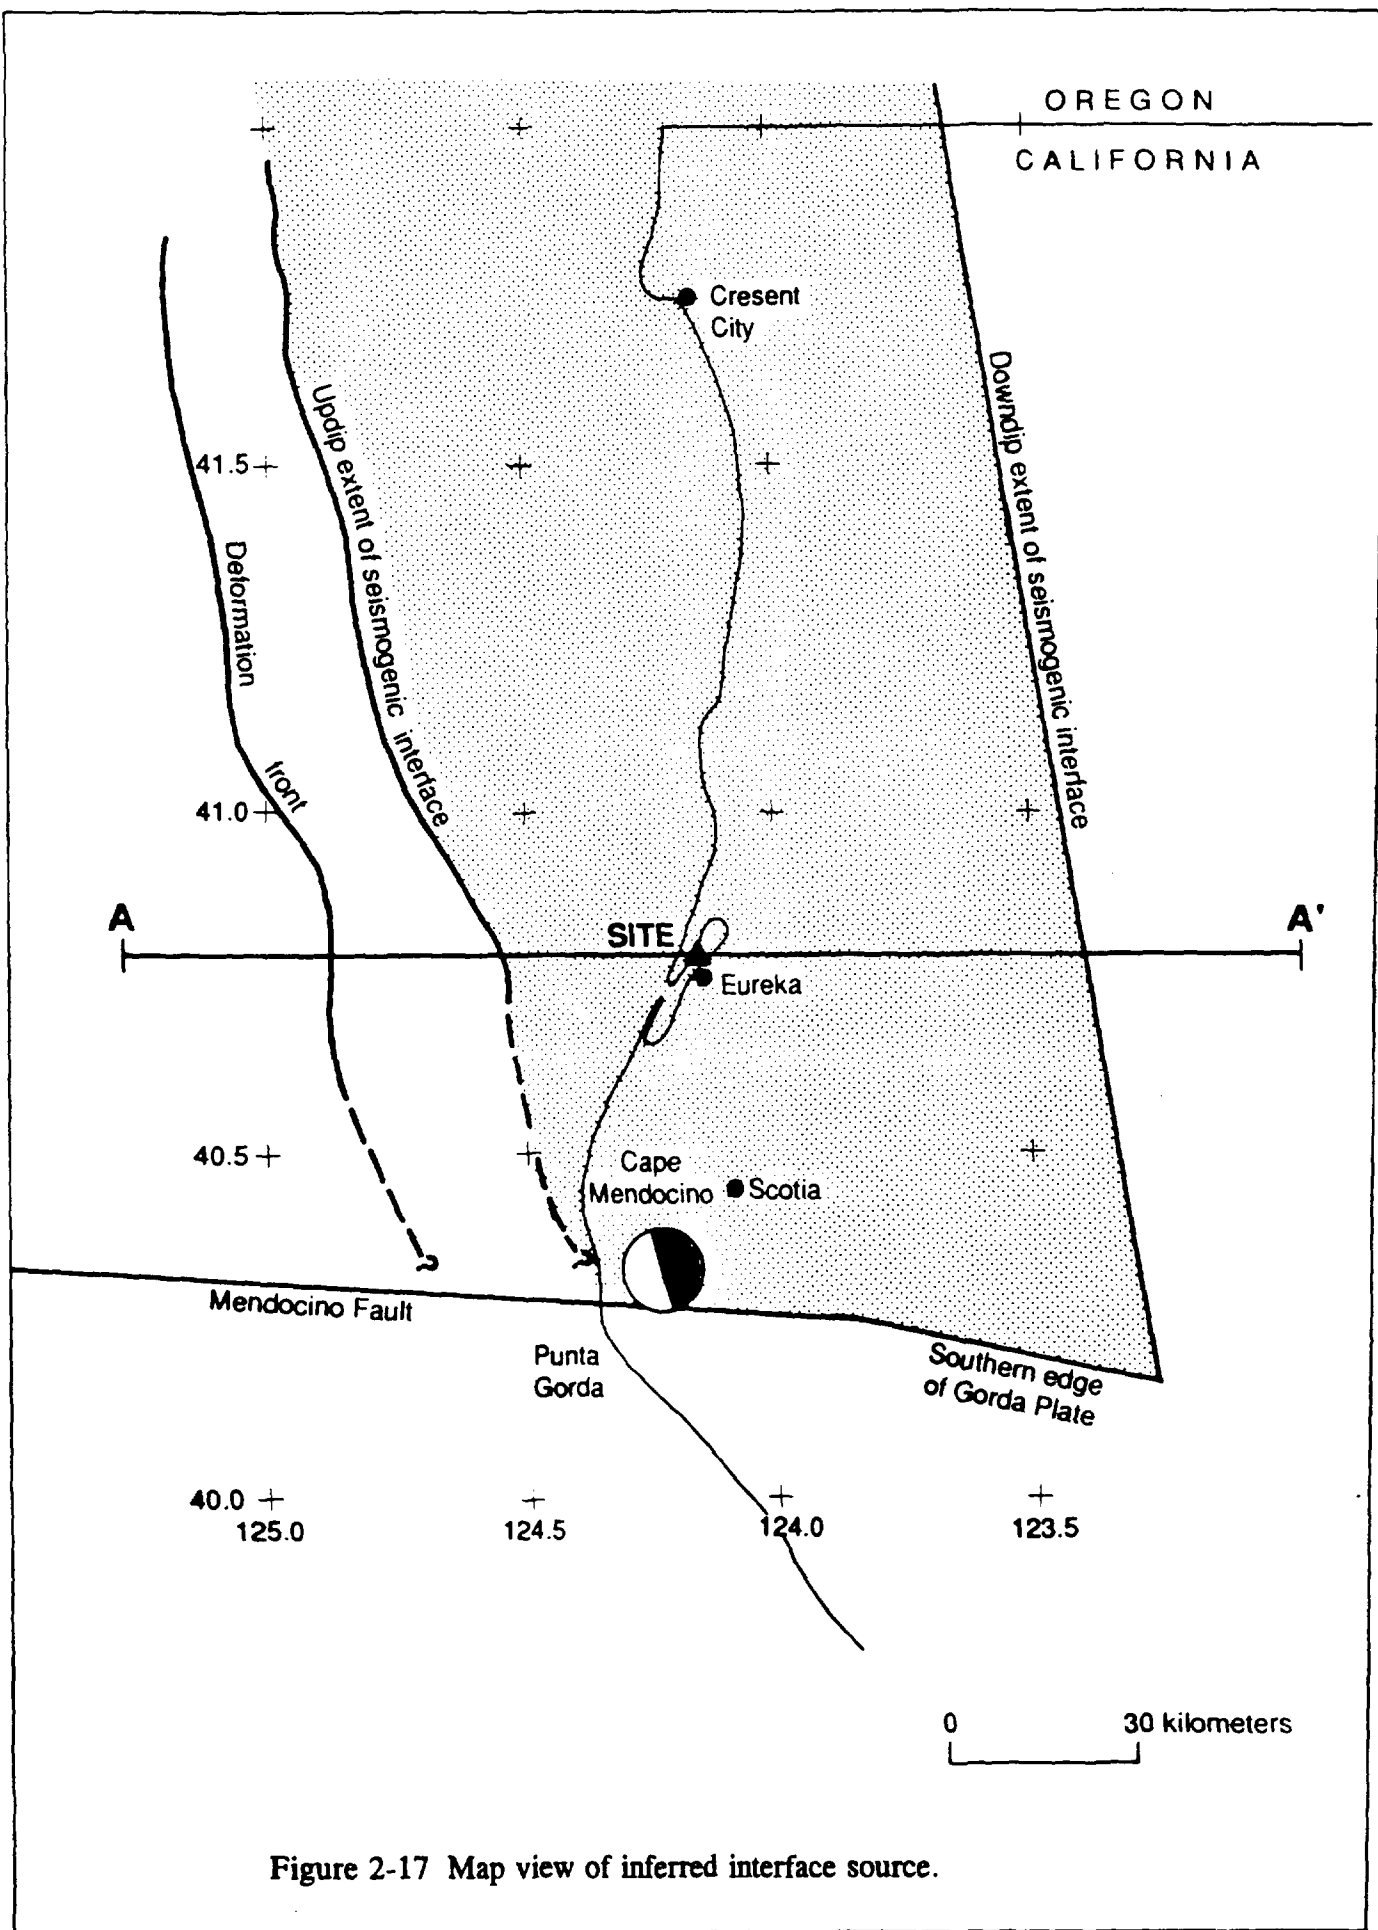 OREGON
CALIFORNIA
Cresent
City
Updip extent of seismogenic interface
Downdip extent of seismogenic interface
41.5
Deformation
front
41.0
A
A'
SITE
Eureka
40.5
Cape
Mendocino
Scotia
Mendocino Fault
Punta
Gorda
Southern edge
of Gorda Plate
40.0
125.0
124.5
124.0
123.5
0
30 kilometers
Figure 2-17 Map view of inferred interface source.